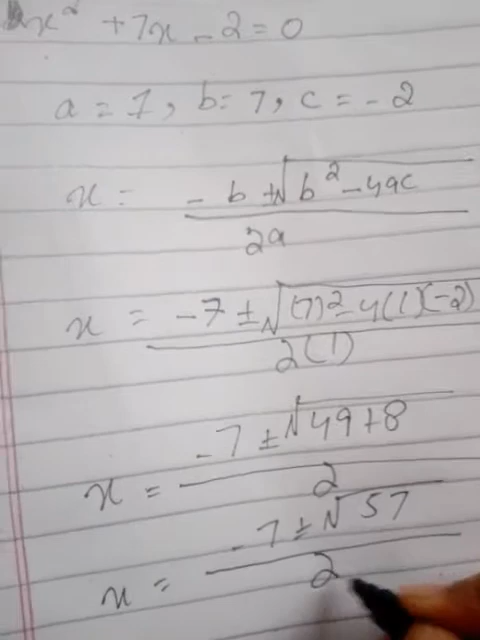 x² + 7x - 2 = 0
a = 1, b = 7, c = - 2
x = - b ± √b² - 4ac / 2a
x = - 7 ± √(7)² - 4(1)(-2) / 2(1)
x = - 7 ± √49+8 / 2
x = - 7 ± √57 / 2